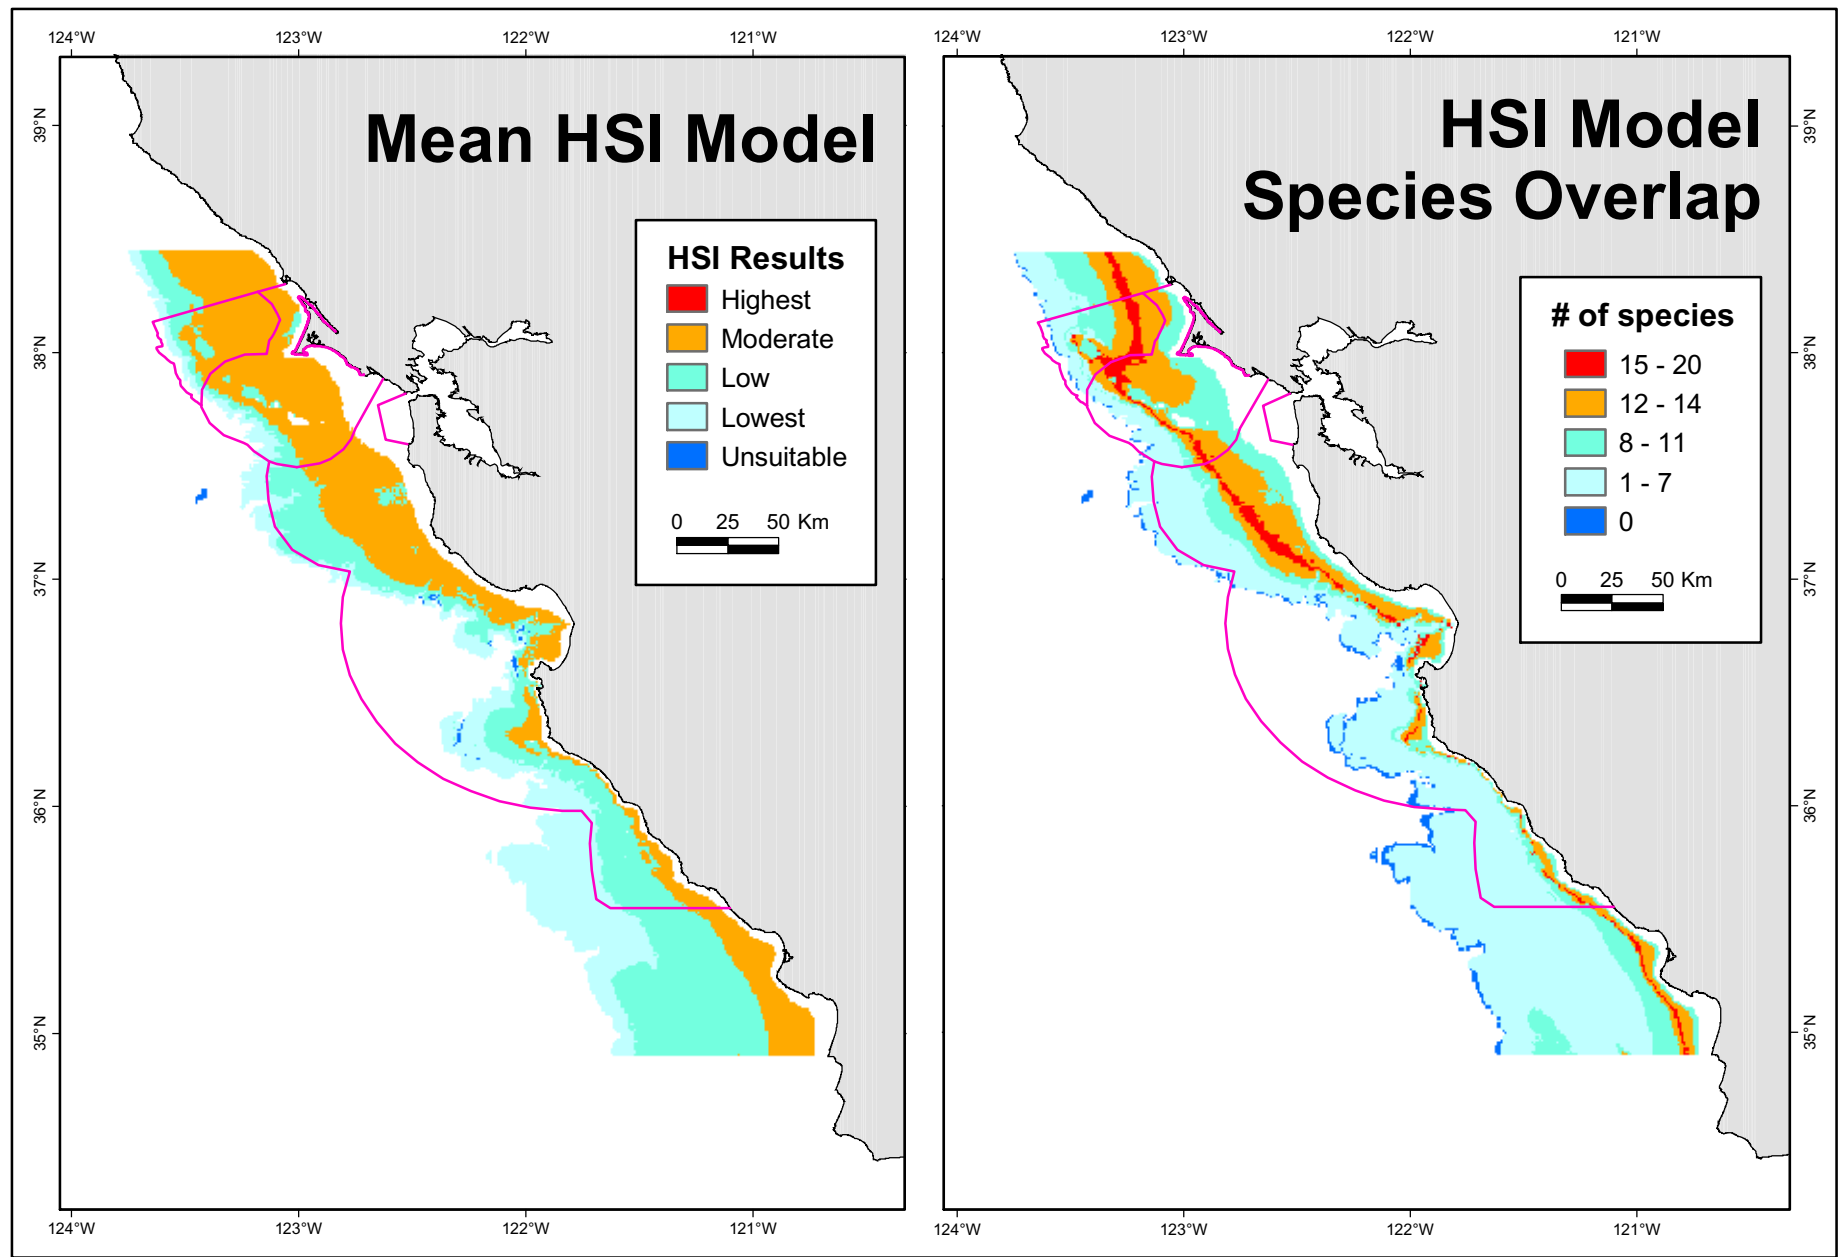 124°W 123°W 122°W 121°W
124°W 123°W 122°W 121°W
Mean HSI Model
HSI Results
Highest
Moderate
Low
Lowest
Unsuitable
0 25 50 Km
39°N
38°N
37°N
36°N
35°N
124°W 123°W 122°W 121°W
HSI Model
Species Overlap
# of species
15 - 20
12 - 14
8 - 11
1 - 7
0
0 25 50 Km
39°N
38°N
37°N
36°N
35°N
124°W 123°W 122°W 121°W